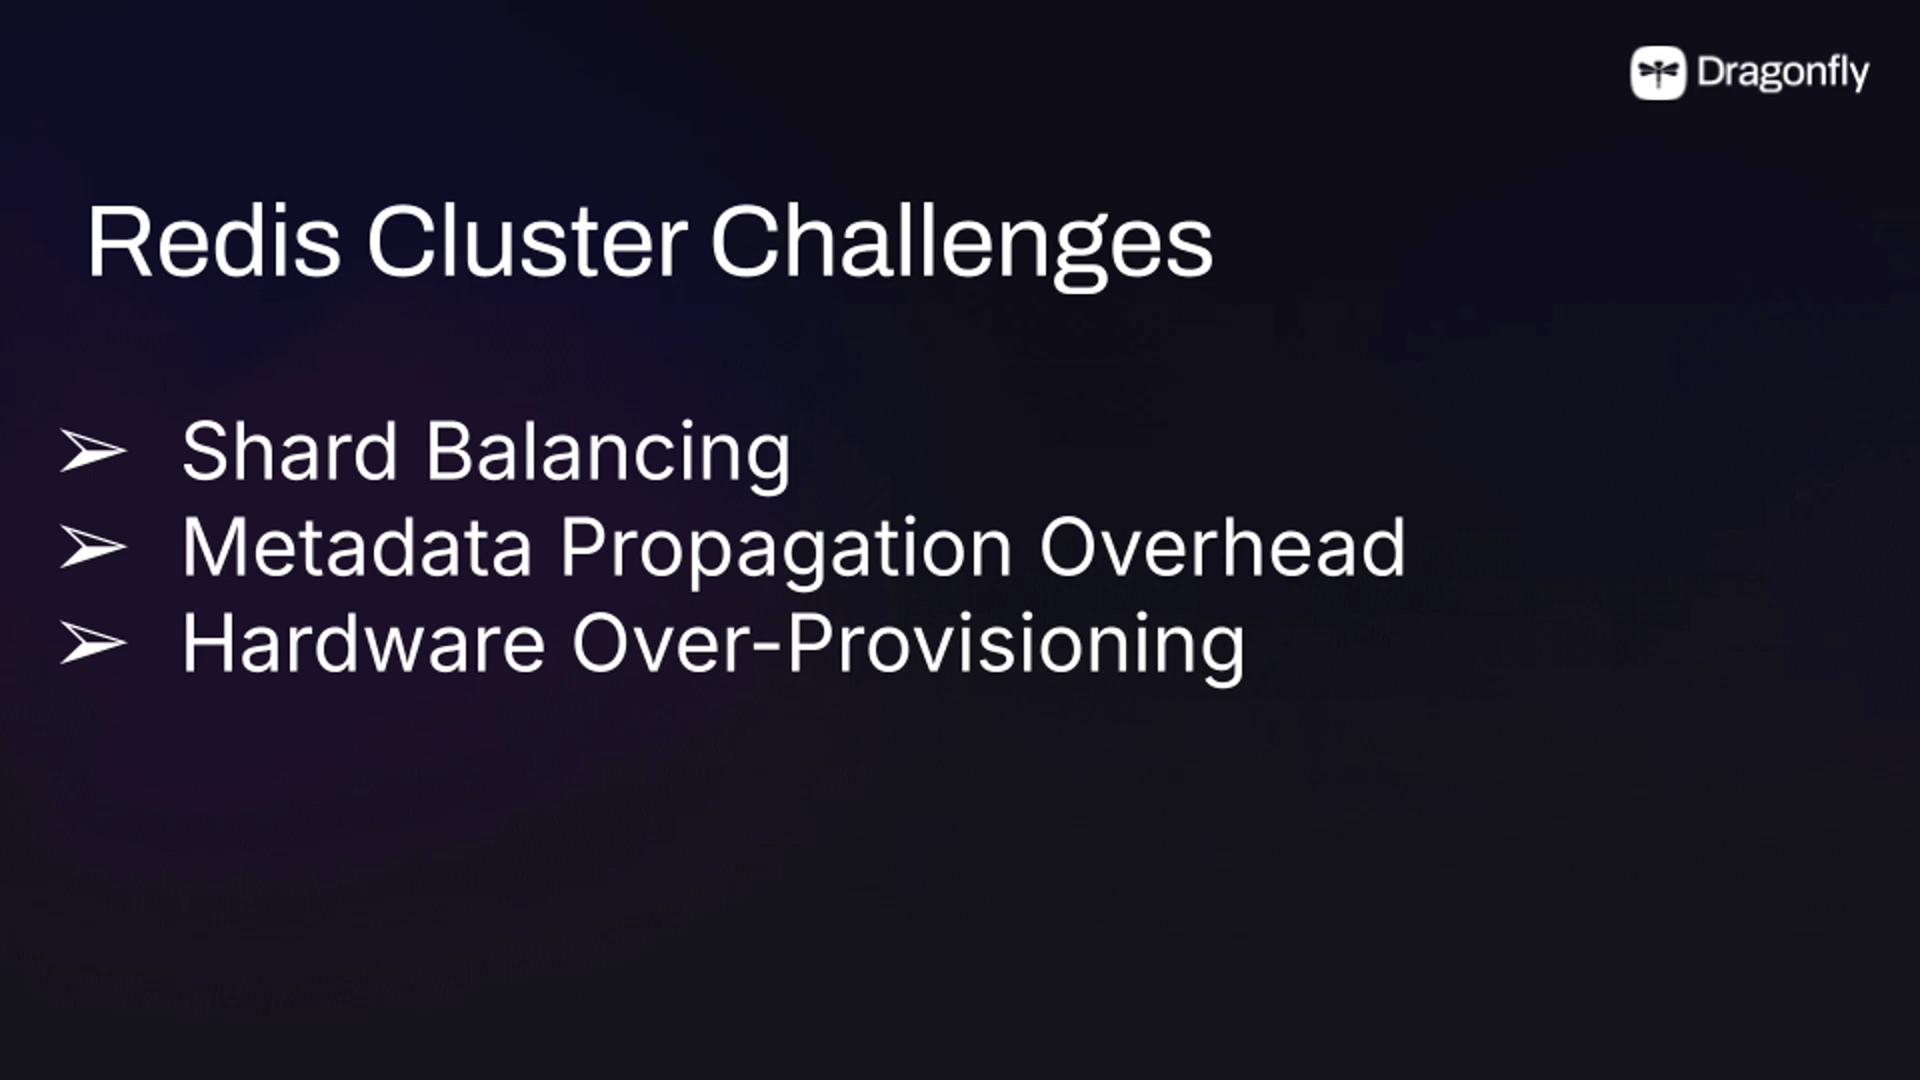 Dragonfly
Redis Cluster Challenges
➢ Shard Balancing
➢ Metadata Propagation Overhead
➢ Hardware Over-Provisioning